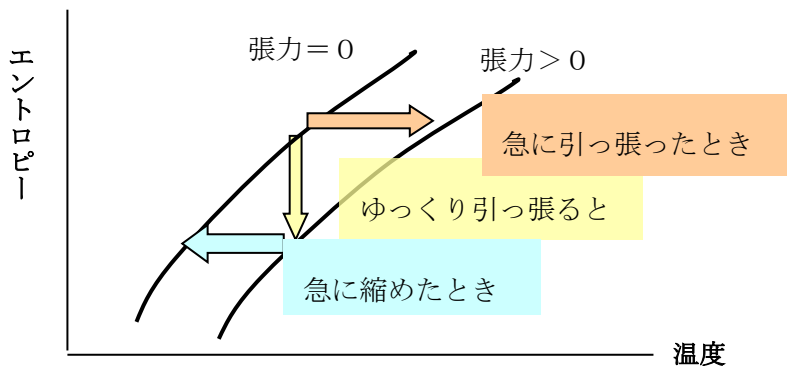 エントロピー
張力＝０
張力＞０
急に引っ張ったとき
ゆっくり引っ張ると
急に縮めたとき
温度